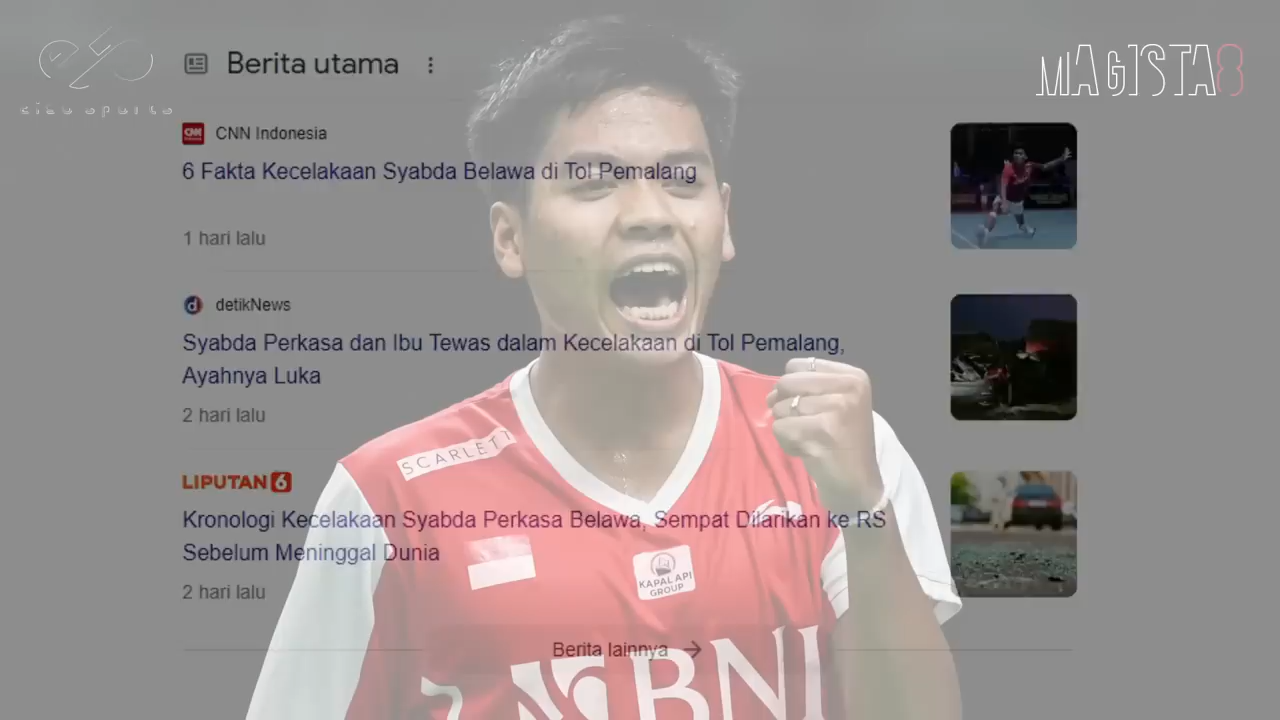 Berita utama
MAGISTA8
CNN Indonesia
6 Fakta Kecelakaan Syabda Belawa di Tol Pemalang
1 hari lalu
detikNews
Syabda Perkasa dan Ibu Tewas dalam Kecelakaan di Tol Pemalang,
Ayahnya Luka
2 hari lalu
SCARLETT
LIPUTAN6
Kronologi Kecelakaan Syabda Perkasa Belawa, Sempat Dilarikan ke RS
Sebelum Meninggal Dunia
2 hari lalu
KAPAL API
GROUP
Berita lainnya
BNI